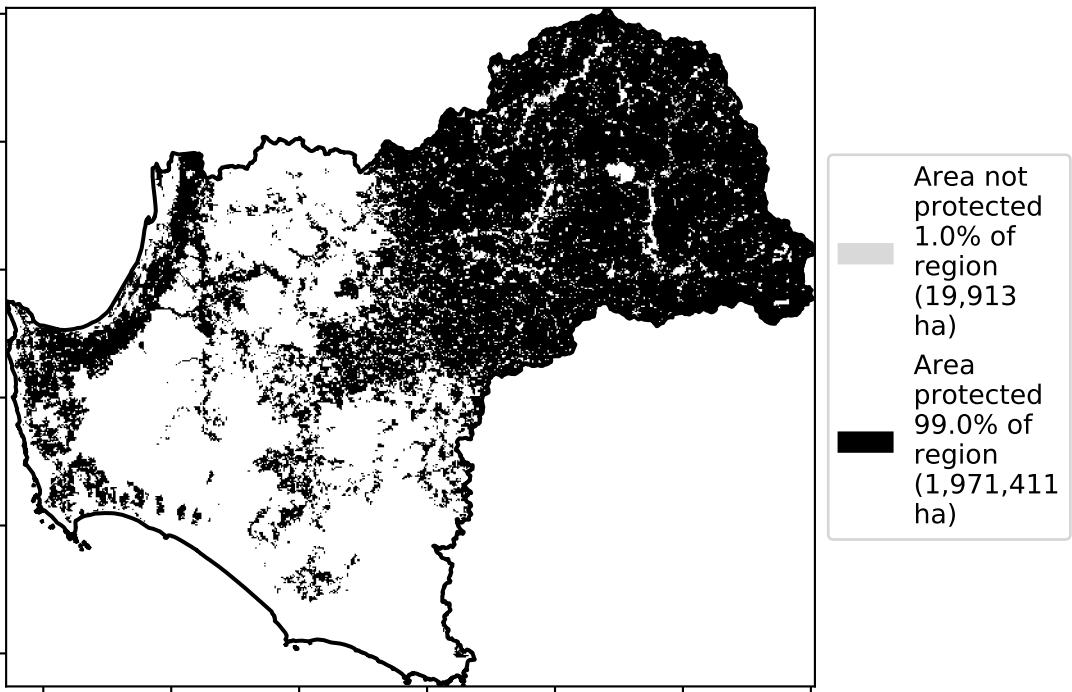 Area not
protected
1.0% of
region
(19,913
ha)
Area
protected
99.0% of
region
(1,971,411
ha)